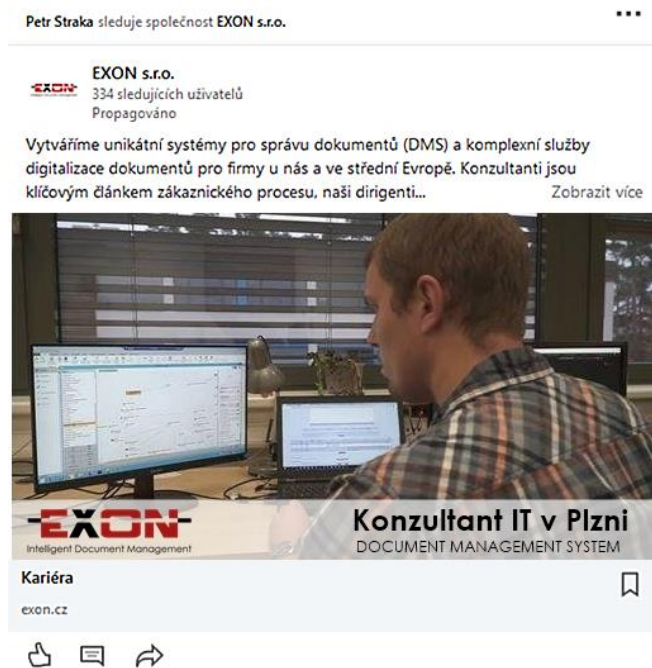 Petr Straka sleduje společnost EXON s.r.o.
EXON
EXON s.r.o.
334 sledujících uživatelů
Propagováno
Vytváříme unikátní systémy pro správu dokumentů (DMS) a komplexní služby
digitalizace dokumentů pro firmy u nás a ve střední Evropě. Konzultanti jsou
klíčovým článkem zákaznického procesu, naši dirigenti...
Zobrazit více
EXON
Intelligent Document Management
Konzultant IT v Plzni
DOCUMENT MANAGEMENT SYSTEM
Kariéra
exon.cz